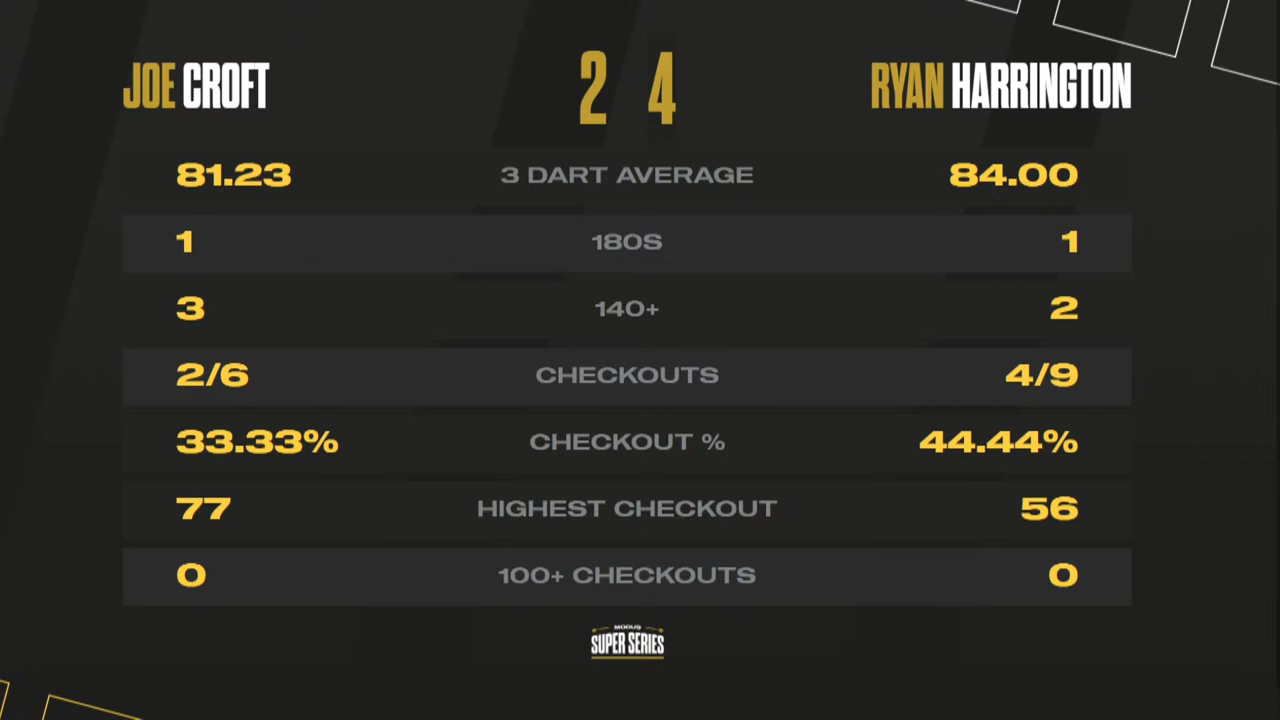 JOE CROFT 2 4 RYAN HARRINGTON
81.23 3 DART AVERAGE 84.00
1 180S 1
3 140+ 2
2/6 CHECKOUTS 4/9
33.33% CHECKOUT % 44.44%
77 HIGHEST CHECKOUT 56
0 100+ CHECKOUTS 0
MODUS
SUPER SERIES